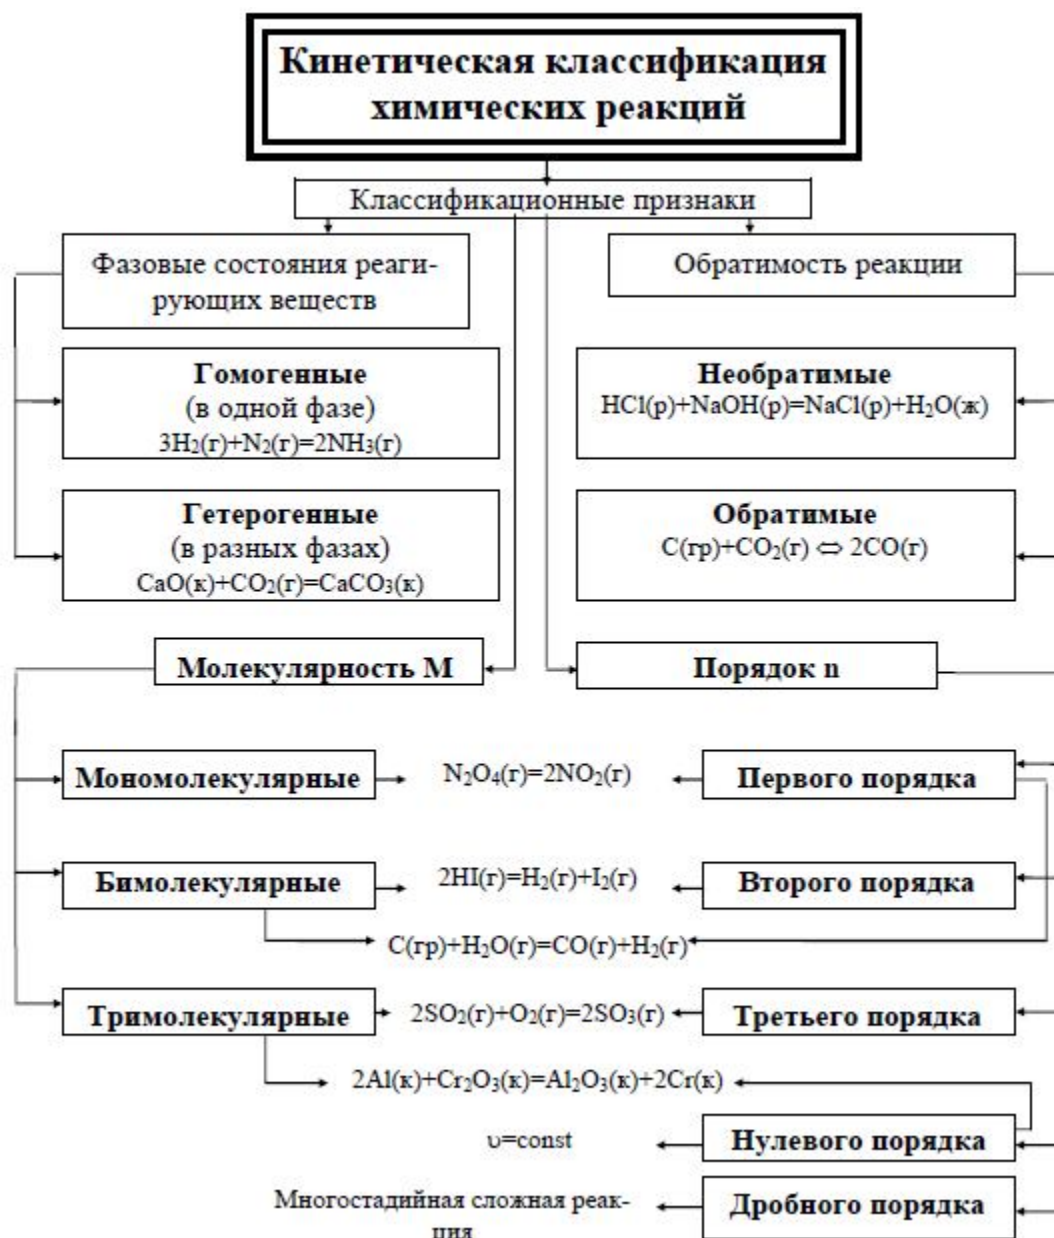 Кинетическая классификация
химических реакций
Классификационные признаки
Фазовые состояния реаги-
рующих веществ
Обратимость реакции
Гомогенные
(в одной фазе)
3H₂(г)+N₂(г)=2NH₃(г)
Необратимые
HCl(р)+NaOH(р)=NaCl(р)+H₂O(ж)
Гетерогенные
(в разных фазах)
CaO(к)+CO₂(г)=CaCO₃(к)
Обратимые
C(гр)+CO₂(г) ⇔ 2CO(г)
Молекулярность М
Порядок n
Мономолекулярные
N₂O₄(г)=2NO₂(г)
Первого порядка
Бимолекулярные
2HI(г)=H₂(г)+I₂(г)
Второго порядка
C(гр)+H₂O(г)=CO(г)+H₂(г)
Тримолекулярные
2SO₂(г)+O₂(г)=2SO₃(г)
Третьего порядка
2Al(к)+Cr₂O₃(к)=Al₂O₃(к)+2Cr(к)
υ=const
Нулевого порядка
Многостадийная сложная реак-
ция
Дробного порядка